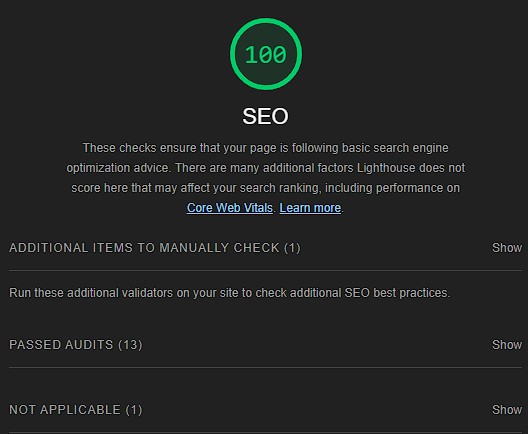 100
SEO
These checks ensure that your page is following basic search engine
optimization advice. There are many additional factors Lighthouse does not
score here that may affect your search ranking, including performance on
Core Web Vitals. Learn more.
ADDITIONAL ITEMS TO MANUALLY CHECK (1) Show
Run these additional validators on your site to check additional SEO best practices.
PASSED AUDITS (13) Show
NOT APPLICABLE (1) Show